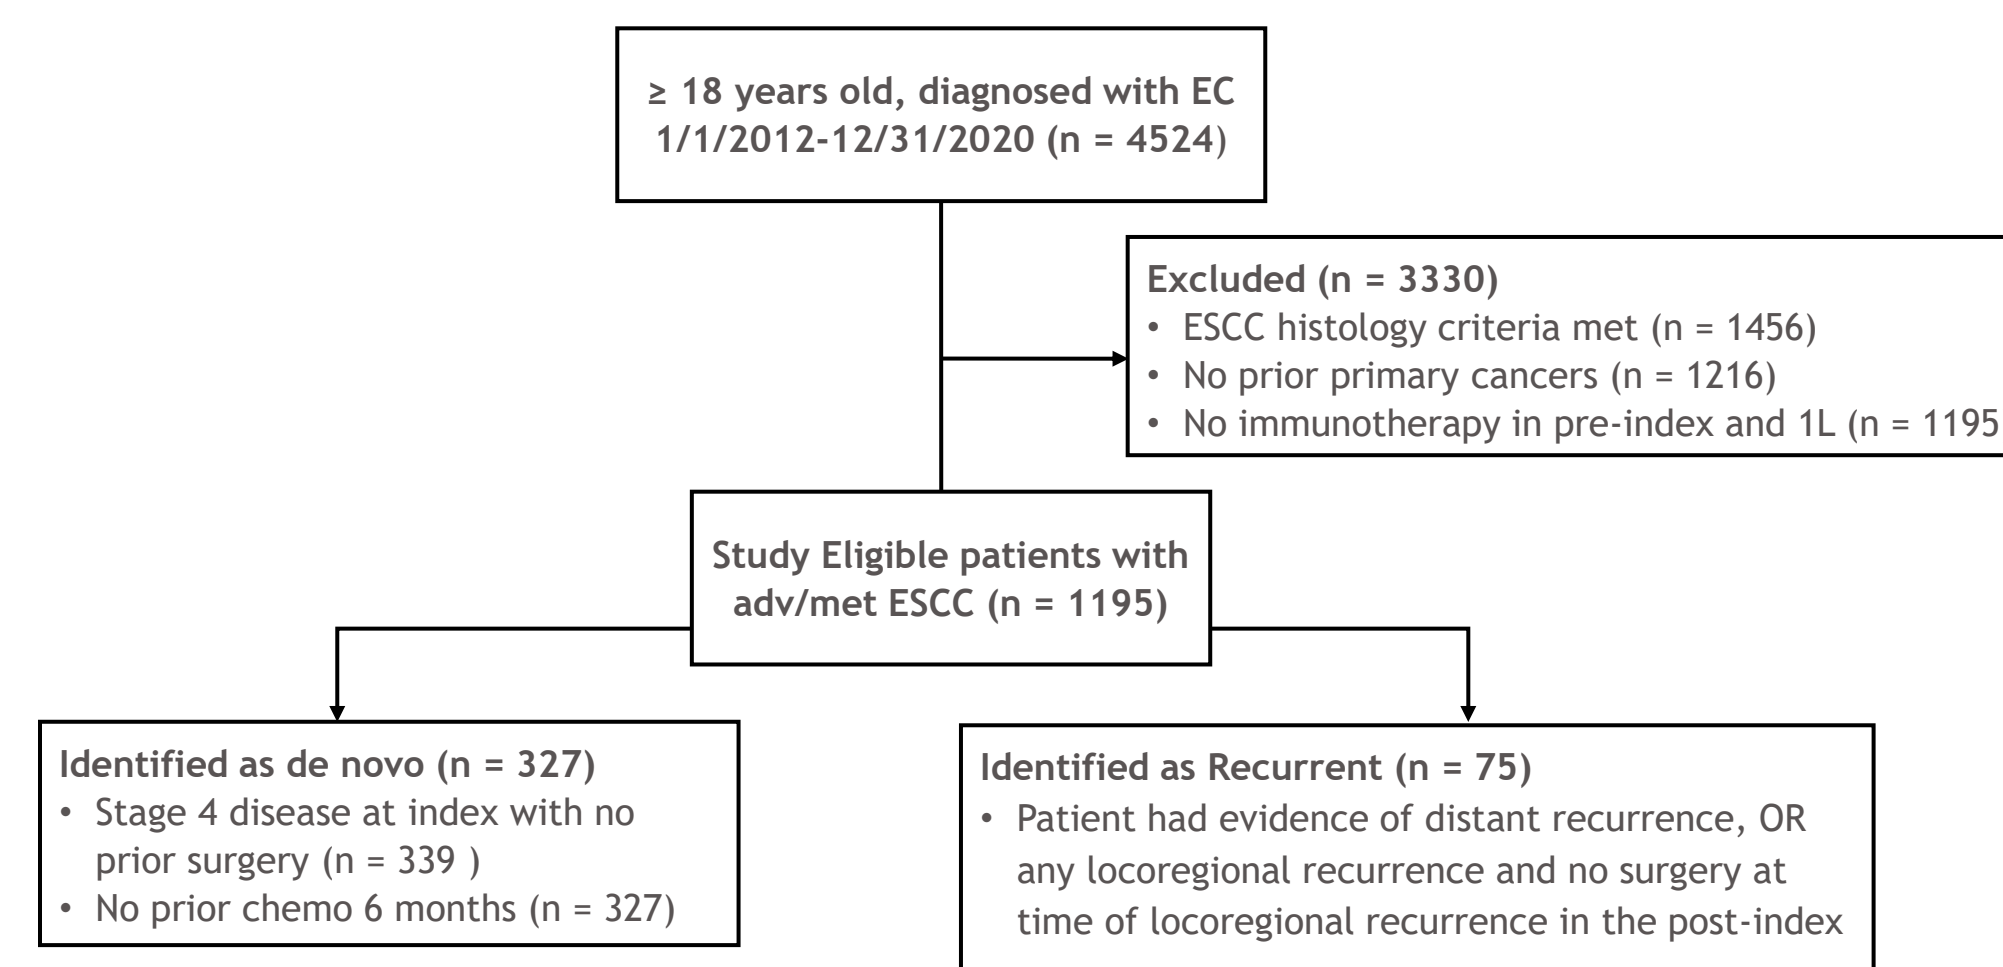 ≥ 18 years old, diagnosed with EC
1/1/2012-12/31/2020 (n = 4524)
Excluded (n = 3330)
• ESCC histology criteria met (n = 1456)
• No prior primary cancers (n = 1216)
• No immunotherapy in pre-index and 1L (n = 1195
Study Eligible patients with
adv/met ESCC (n = 1195)
Identified as de novo (n = 327)
• Stage 4 disease at index with no
prior surgery (n = 339 )
• No prior chemo 6 months (n = 327)
Identified as Recurrent (n = 75)
• Patient had evidence of distant recurrence, OR
any locoregional recurrence and no surgery at
time of locoregional recurrence in the post-index